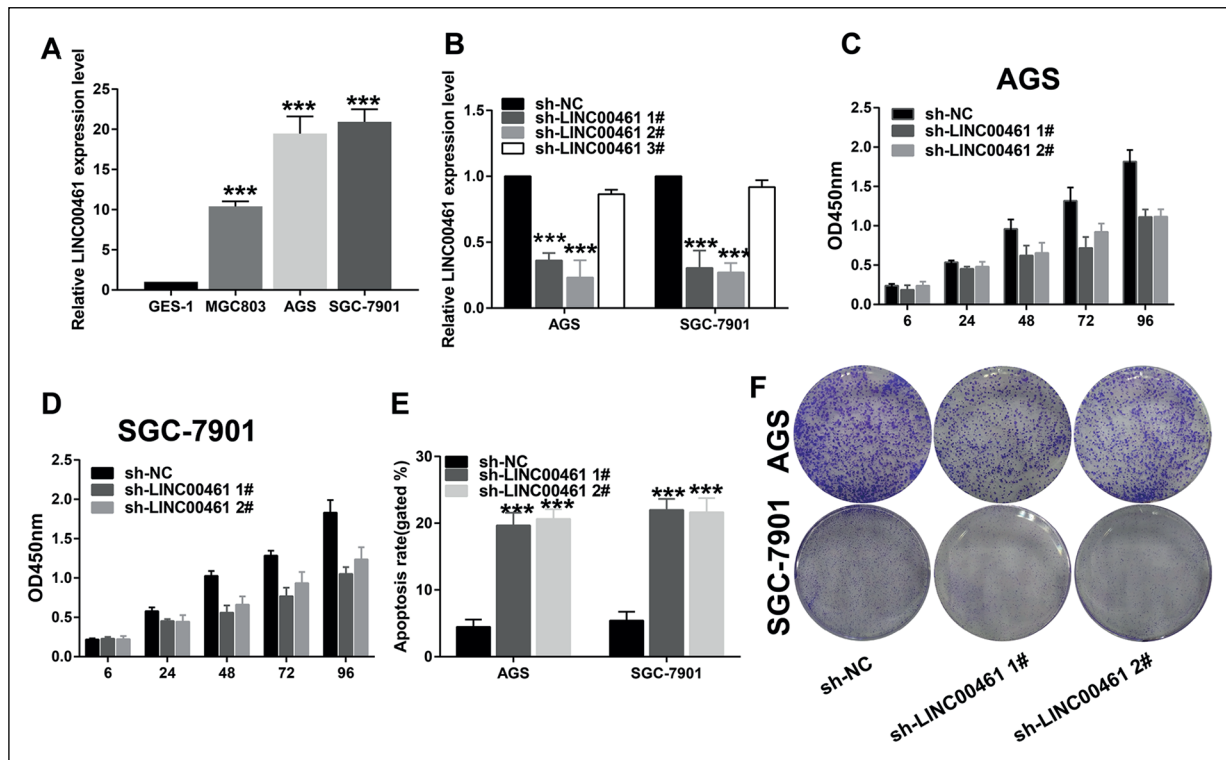 A
Relative LINC00461 expression level
25
20
15
10
5
0
***
***
***
GES-1 MGC803 AGS SGC-7901
B
Relative LINC00461 expression level
1.5
1.0
0.5
0.0
sh-NC
sh-LINC00461 1#
sh-LINC00461 2#
sh-LINC00461 3#
***
***
***
***
AGS SGC-7901
C
AGS
OD450nm
2.5
2.0
1.5
1.0
0.5
0.0
sh-NC
sh-LINC00461 1#
sh-LINC00461 2#
6 24 48 72 96
D
SGC-7901
OD450nm
2.5
2.0
1.5
1.0
0.5
0.0
sh-NC
sh-LINC00461 1#
sh-LINC00461 2#
6 24 48 72 96
E
Apoptosis rate(gated %)
30
20
10
0
sh-NC
sh-LINC00461 1#
sh-LINC00461 2#
***
***
***
***
AGS SGC-7901
F
AGS
SGC-7901
sh-NC
sh-LINC00461 1#
sh-LINC00461 2#